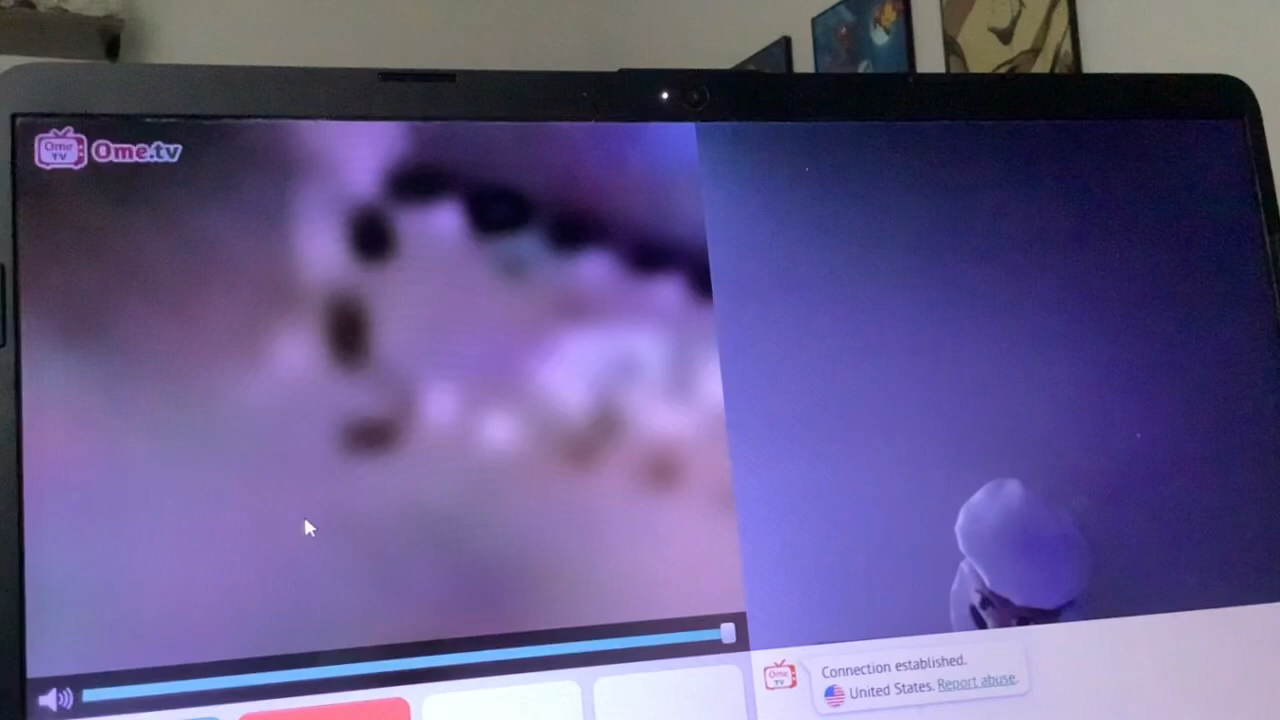 Ome
TV
Ome.tv
Ome
TV
Connection established.
United States. Report abuse.